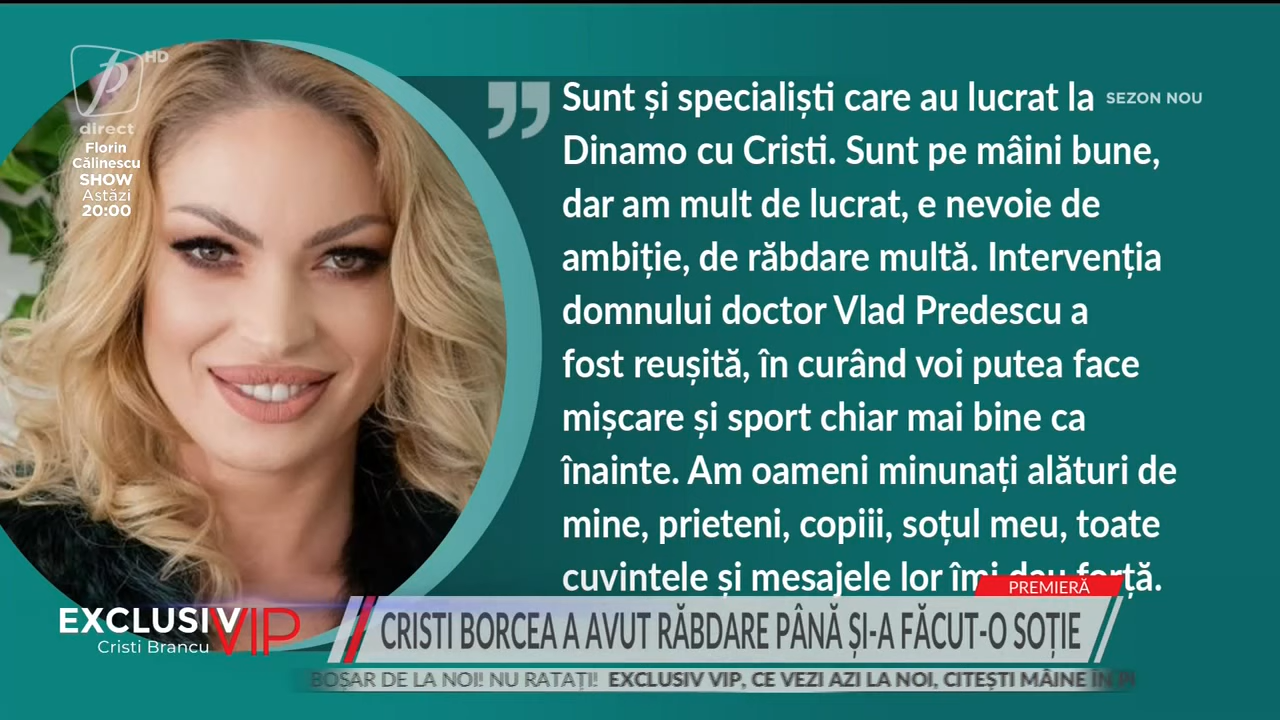 HD
direct
Florin
Călinescu
SHOW
Astăzi
20:00
SEZON NOU
Sunt și specialiști care au lucrat la
Dinamo cu Cristi. Sunt pe mâini bune,
dar am mult de lucrat, e nevoie de
ambiție, de răbdare multă. Intervenția
domnului doctor Vlad Predescu a
fost reușită, în curând voi putea face
mișcare și sport chiar mai bine ca
înainte. Am oameni minunați alături de
mine, prieteni, copiii, soțul meu, toate
cuvintele și mesajele lor îmi dau forță.
PREMIERĂ
EXCLUSIV VIP
Cristi Brancu
CRISTI BORCEA A AVUT RĂBDARE PÂNĂ ȘI-A FĂCUT-O SOȚIE
BOȘAR DE LA NOI! NU RATAȚI! EXCLUSIV VIP, CE VEZI AZI LA NOI, CITEȘTI MÂINE ÎN